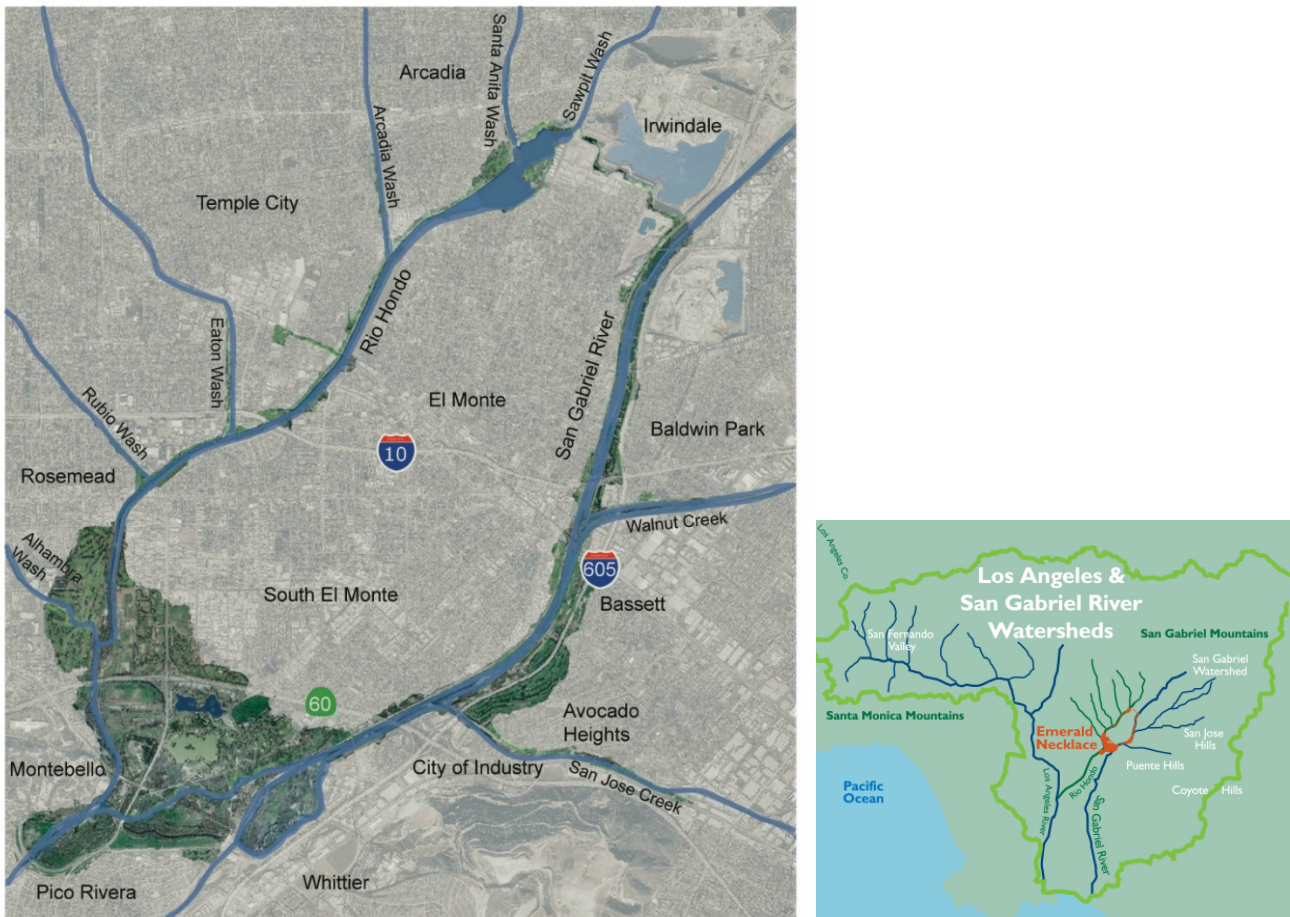 Arcadia
Santa Anita Wash
Sawpit Wash
Arcadia Wash
Irwindale
Temple City
Rio Hondo
Eaton Wash
San Gabriel River
Rubio Wash
El Monte
10
Baldwin Park
Rosemead
Walnut Creek
Alhambra
Wash
605
South El Monte
Bassett
60
Avocado
Heights
Montebello
City of Industry
San Jose Creek
Pico Rivera
Whittier
Los Angeles Co.
Los Angeles &
San Gabriel River
Watersheds
San Fernando
Valley
San Gabriel Mountains
San Gabriel
Watershed
Santa Monica Mountains
Emerald
Necklace
San Jose
Hills
Puente Hills
Pacific
Ocean
Rio Hondo
Coyote Hills
Los Angeles River
San Gabriel River